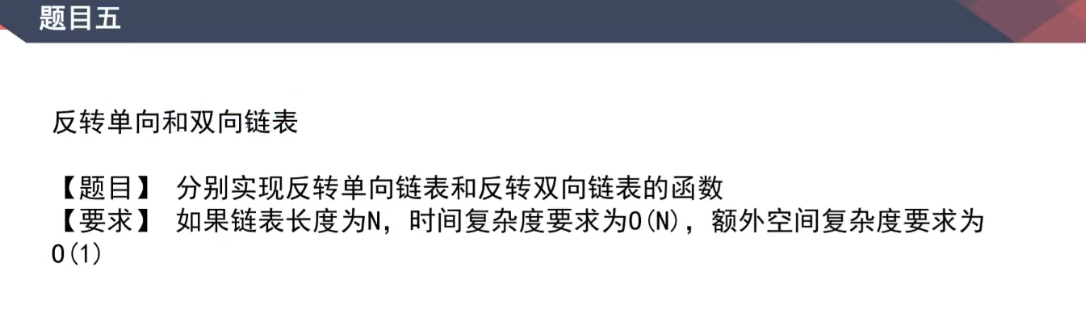 题目五
反转单向和双向链表
【题目】 分别实现反转单向链表和反转双向链表的函数
【要求】 如果链表长度为N，时间复杂度要求为O(N)，额外空间复杂度要求为
O(1)